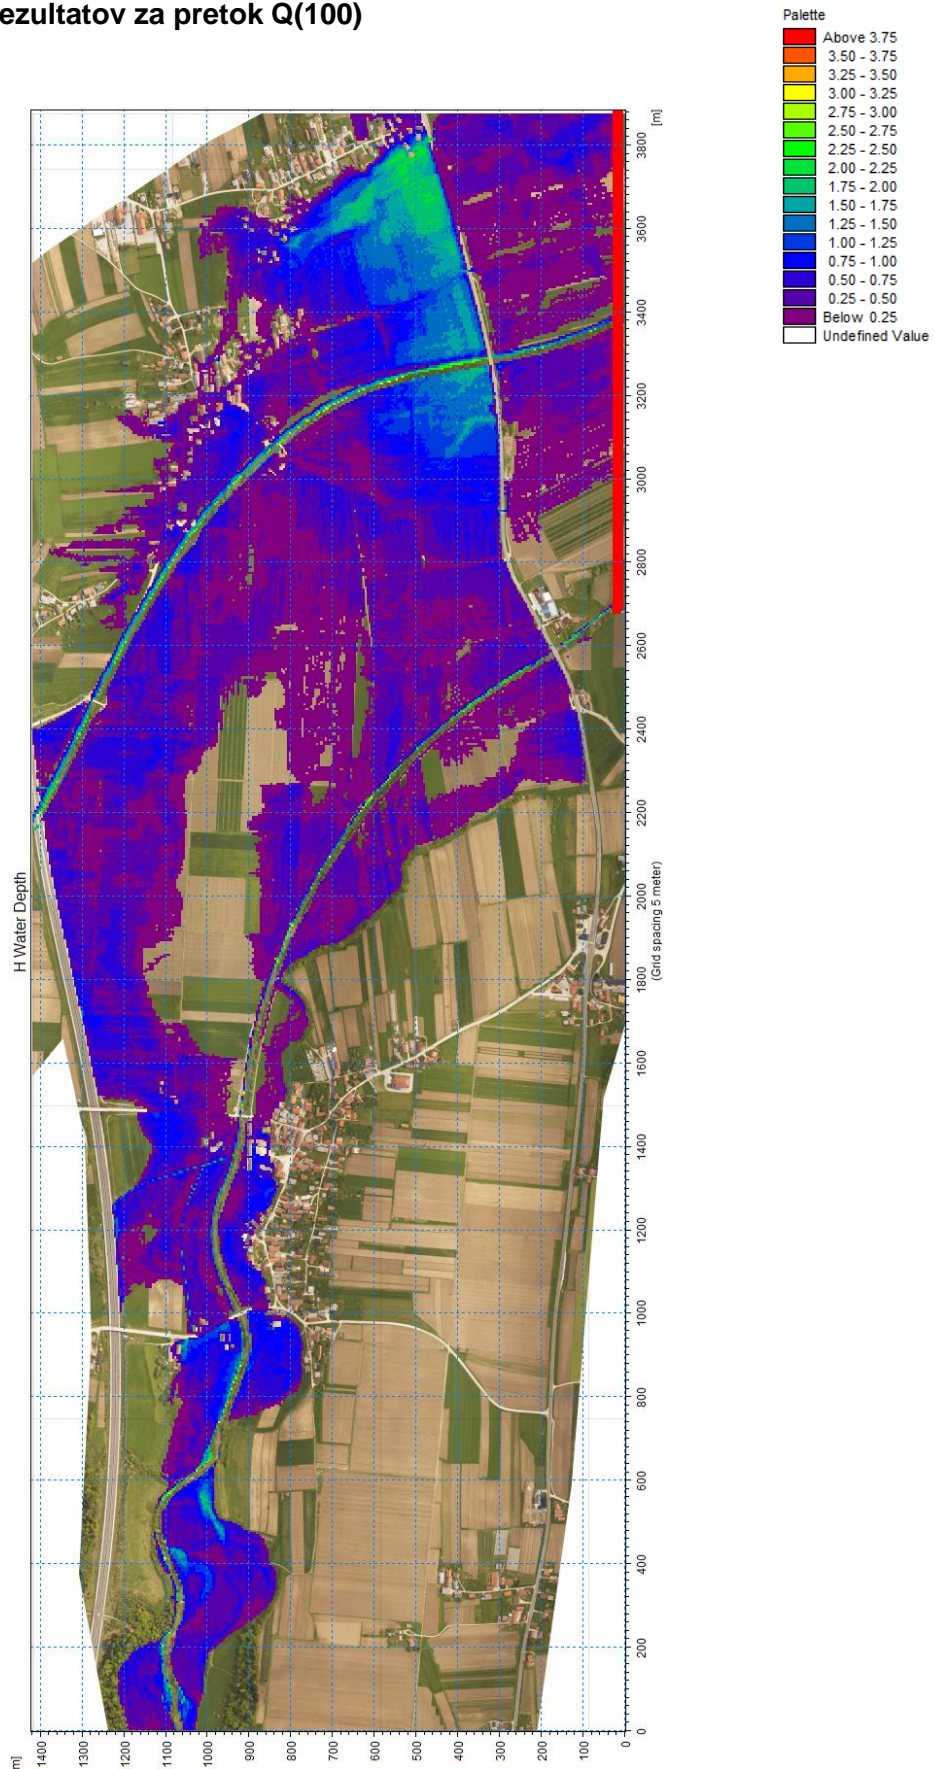 ezultatov za pretok Q(100)
Palette
Above 3.75
3.50 - 3.75
3.25 - 3.50
3.00 - 3.25
2.75 - 3.00
2.50 - 2.75
2.25 - 2.50
2.00 - 2.25
1.75 - 2.00
1.50 - 1.75
1.25 - 1.50
1.00 - 1.25
0.75 - 1.00
0.50 - 0.75
0.25 - 0.50
Below 0.25
Undefined Value
H Water Depth
[m]
3800
3600
3400
3200
3000
2800
2600
2400
2200
2000
1800
1600
1400
1200
1000
800
600
400
200
0
(Grid spacing 5 meter)
m]
1400
1300
1200
1100
1000
900
800
700
600
500
400
300
200
100
0